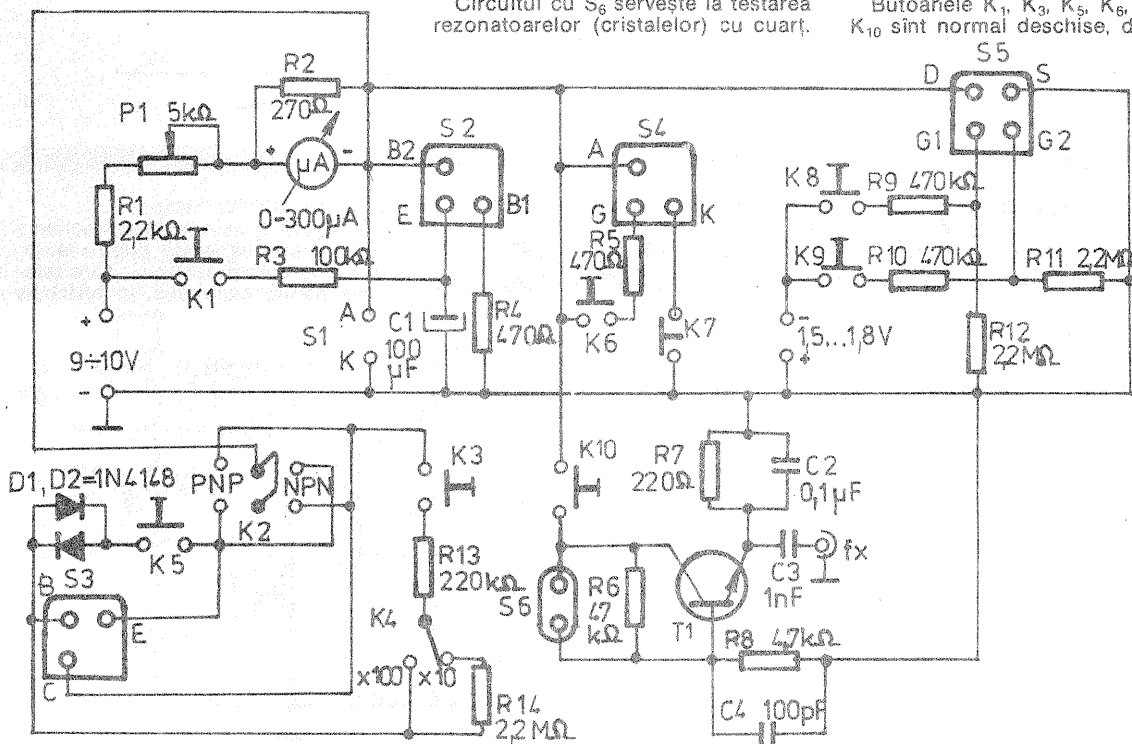 Circuitul cu S₆ servește la testarea
rezonatoarelor (cristalelor) cu cuarț.
Butoanele K₁, K₃, K₅, K₆,
K₁₀ sînt normal deschise, d
R2
270Ω
P1 5kΩ
+ μA -
0-300μA
R1
2,2kΩ
K1
R3 100kΩ
+
9÷10V
-
S2
B2
E
B1
A
S1
K
C1
100
μF
R4
470Ω
S4
A
G
K
R5
470Ω
K6
K7
S5
D
S
G1
G2
K8
R9 470kΩ
K9
R10 470kΩ
R11 2,2MΩ
-
1,5...1,8V
+
R12
2,2MΩ
D1, D2=1N4148
PNP
NPN
K2
K5
S3
B
E
C
K3
R13
220kΩ
K4
x100
x10
R14
2,2MΩ
K10
S6
R6
47
kΩ
R7
220Ω
C2
0,1μF
C3
1nF
fx
T1
R8 4,7kΩ
C4 100pF